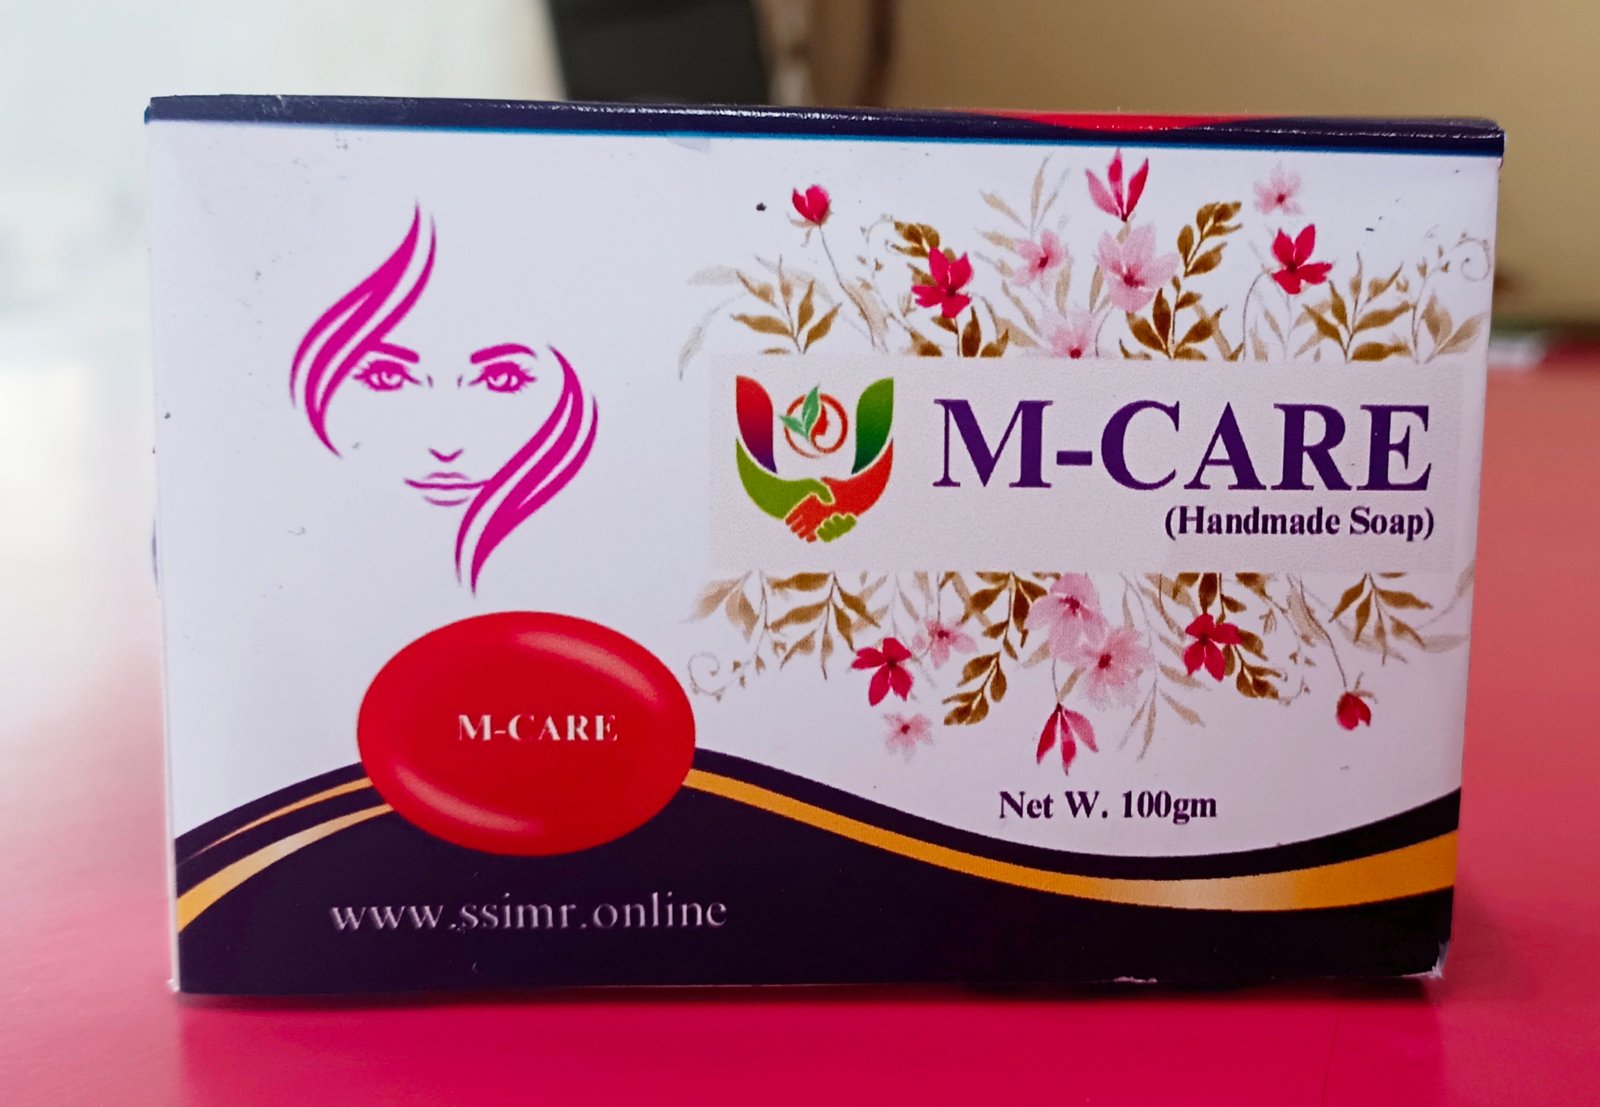 M-CARE
(Handmade Soap)
M-CARE
Net W. 100gm
www.ssimr.online